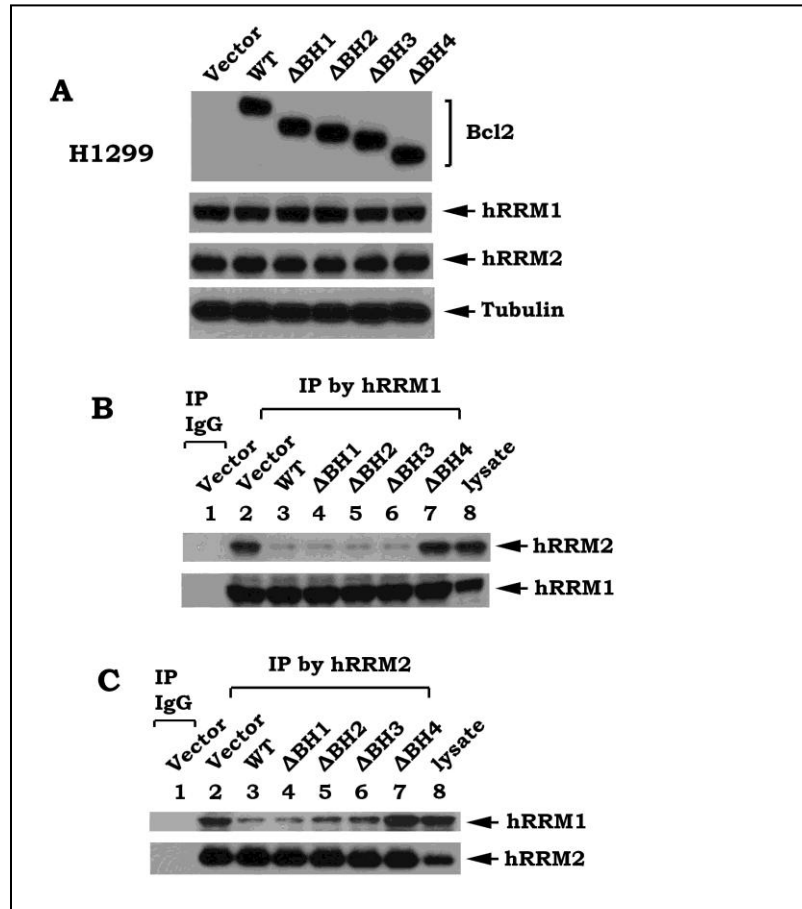 A
Vector WT ΔBH1 ΔBH2 ΔBH3 ΔBH4
H1299
Bcl2
hRRM1
hRRM2
Tubulin
B
IP IgG
IP by hRRM1
Vector Vector WT ΔBH1 ΔBH2 ΔBH3 ΔBH4 lysate
1 2 3 4 5 6 7 8
hRRM2
hRRM1
C
IP IgG
IP by hRRM2
Vector Vector WT ΔBH1 ΔBH2 ΔBH3 ΔBH4 lysate
1 2 3 4 5 6 7 8
hRRM1
hRRM2